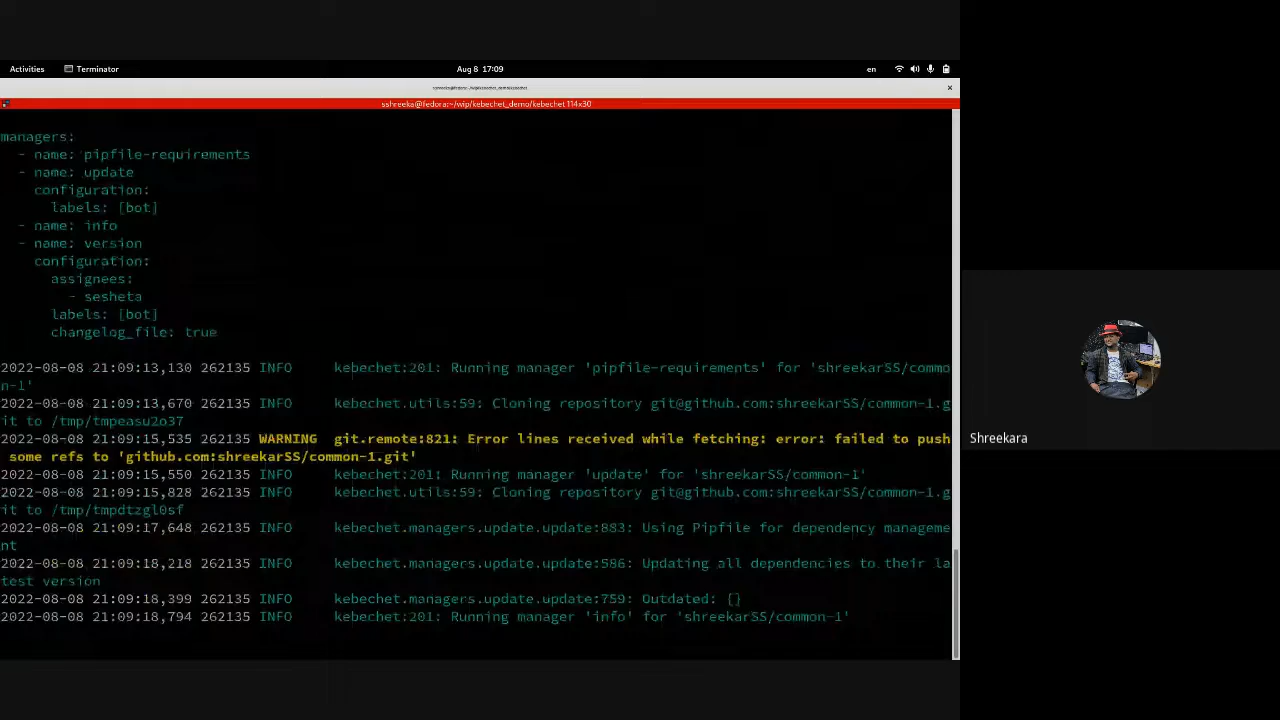 Activities Terminator Aug 8 17:09 en
sshreeka@fedora:~/wip/kebechet_demo/kebechet
sshreeka@fedora:~/wip/kebechet_demo/kebechet 114x30
managers:
  - name: pipfile-requirements
  - name: update
    configuration:
      labels: [bot]
  - name: info
  - name: version
    configuration:
      assignees:
        - sesheta
      labels: [bot]
      changelog_file: true
2022-08-08 21:09:13,130 262135 INFO     kebechet:201: Running manager 'pipfile-requirements' for 'shreekarSS/commo
n-1'
2022-08-08 21:09:13,670 262135 INFO     kebechet.utils:59: Cloning repository git@github.com:shreekarSS/common-1.g
it to /tmp/tmpeasu2o37
2022-08-08 21:09:15,535 262135 WARNING  git.remote:821: Error lines received while fetching: error: failed to push
 some refs to 'github.com:shreekarSS/common-1.git'
2022-08-08 21:09:15,550 262135 INFO     kebechet:201: Running manager 'update' for 'shreekarSS/common-1'
2022-08-08 21:09:15,828 262135 INFO     kebechet.utils:59: Cloning repository git@github.com:shreekarSS/common-1.g
it to /tmp/tmpdtzgl0sf
2022-08-08 21:09:17,648 262135 INFO     kebechet.managers.update.update:883: Using Pipfile for dependency manageme
nt
2022-08-08 21:09:18,218 262135 INFO     kebechet.managers.update.update:586: Updating all dependencies to their la
test version
2022-08-08 21:09:18,399 262135 INFO     kebechet.managers.update.update:759: Outdated: {}
2022-08-08 21:09:18,794 262135 INFO     kebechet:201: Running manager 'info' for 'shreekarSS/common-1'
Shreekara